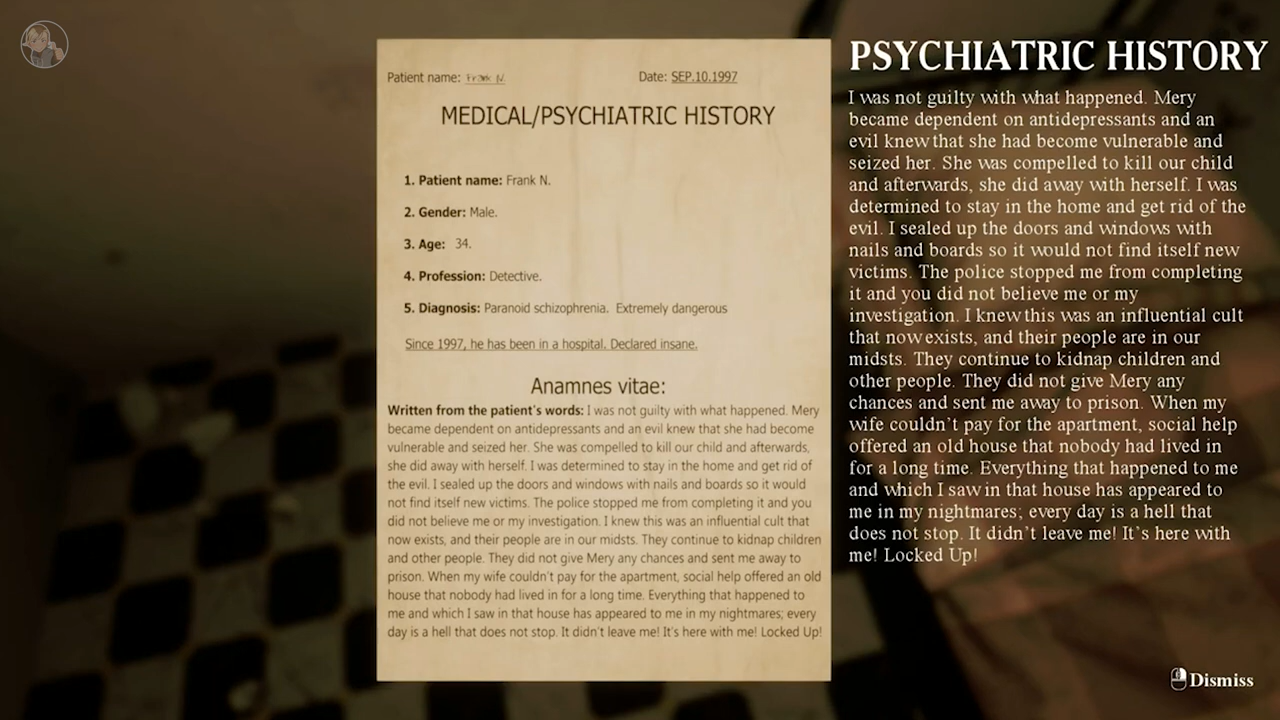 Patient name: Frank N.
Date: SEP.10.1997
MEDICAL/PSYCHIATRIC HISTORY
1. Patient name: Frank N.
2. Gender: Male.
3. Age: 34.
4. Profession: Detective.
5. Diagnosis: Paranoid schizophrenia. Extremely dangerous
Since 1997, he has been in a hospital. Declared insane.
Anamnes vitae:
Written from the patient's words: I was not guilty with what happened. Mery
became dependent on antidepressants and an evil knew that she had become
vulnerable and seized her. She was compelled to kill our child and afterwards,
she did away with herself. I was determined to stay in the home and get rid of
the evil. I sealed up the doors and windows with nails and boards so it would
not find itself new victims. The police stopped me from completing it and you
did not believe me or my investigation. I knew this was an influential cult that
now exists, and their people are in our midsts. They continue to kidnap children
and other people. They did not give Mery any chances and sent me away to
prison. When my wife couldn't pay for the apartment, social help offered an old
house that nobody had lived in for a long time. Everything that happened to
me and which I saw in that house has appeared to me in my nightmares; every
day is a hell that does not stop. It didn't leave me! It's here with me! Locked Up!
PSYCHIATRIC HISTORY
I was not guilty with what happened. Mery
became dependent on antidepressants and an
evil knew that she had become vulnerable and
seized her. She was compelled to kill our child
and afterwards, she did away with herself. I was
determined to stay in the home and get rid of the
evil. I sealed up the doors and windows with
nails and boards so it would not find itself new
victims. The police stopped me from completing
it and you did not believe me or my
investigation. I knew this was an influential cult
that now exists, and their people are in our
midsts. They continue to kidnap children and
other people. They did not give Mery any
chances and sent me away to prison. When my
wife couldn't pay for the apartment, social help
offered an old house that nobody had lived in
for a long time. Everything that happened to me
and which I saw in that house has appeared to
me in my nightmares; every day is a hell that
does not stop. It didn't leave me! It's here with
me! Locked Up!
Dismiss